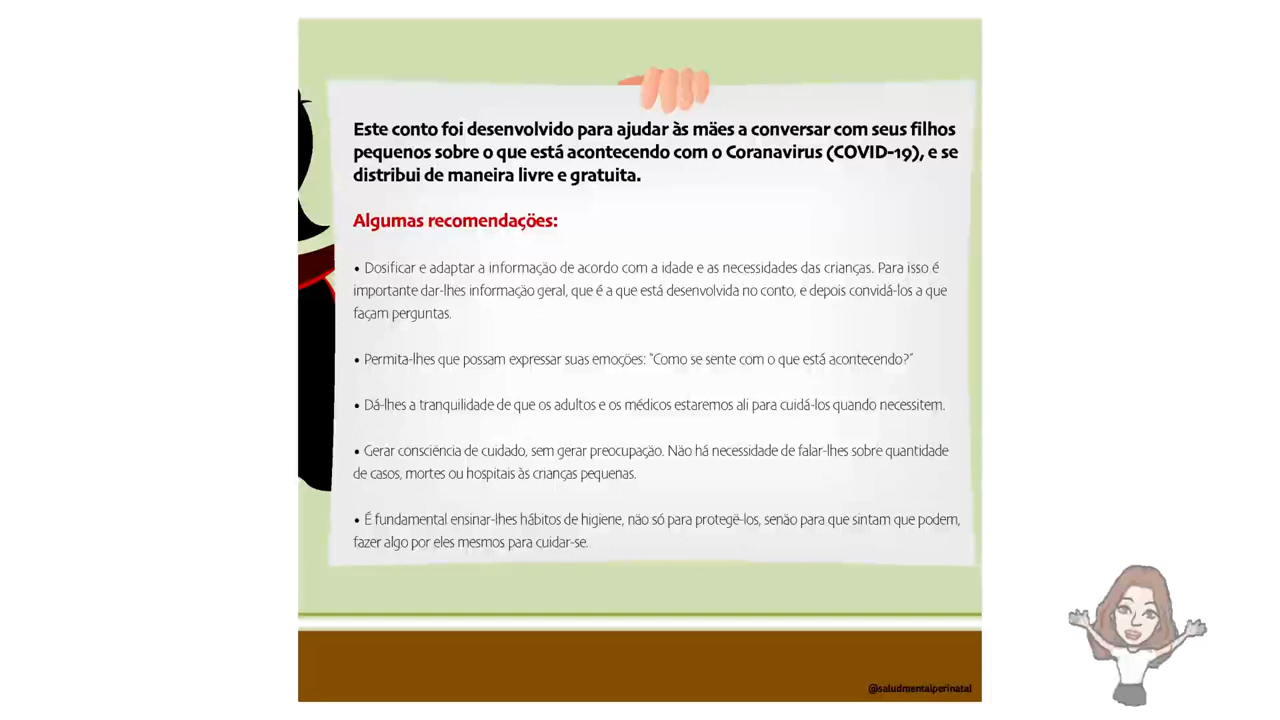 Este conto foi desenvolvido para ajudar às mães a conversar com seus filhos
pequenos sobre o que está acontecendo com o Coranavirus (COVID-19), e se
distribui de maneira livre e gratuita.
Algumas recomendações:
• Dosificar e adaptar a informação de acordo com a idade e as necessidades das crianças. Para isso é
importante dar-lhes informação geral, que é a que está desenvolvida no conto, e depois convidá-los a que
façam perguntas.
• Permita-lhes que possam expressar suas emoções: "Como se sente com o que está acontecendo?"
• Dá-lhes a tranquilidade de que os adultos e os médicos estaremos ali para cuidá-los quando necessitem.
• Gerar consciência de cuidado, sem gerar preocupação. Não há necessidade de falar-lhes sobre quantidade
de casos, mortes ou hospitais às crianças pequenas.
• É fundamental ensinar-lhes hábitos de higiene, não só para protegê-los, senão para que sintam que podem,
fazer algo por eles mesmos para cuidar-se.
@saludmentalperinatal